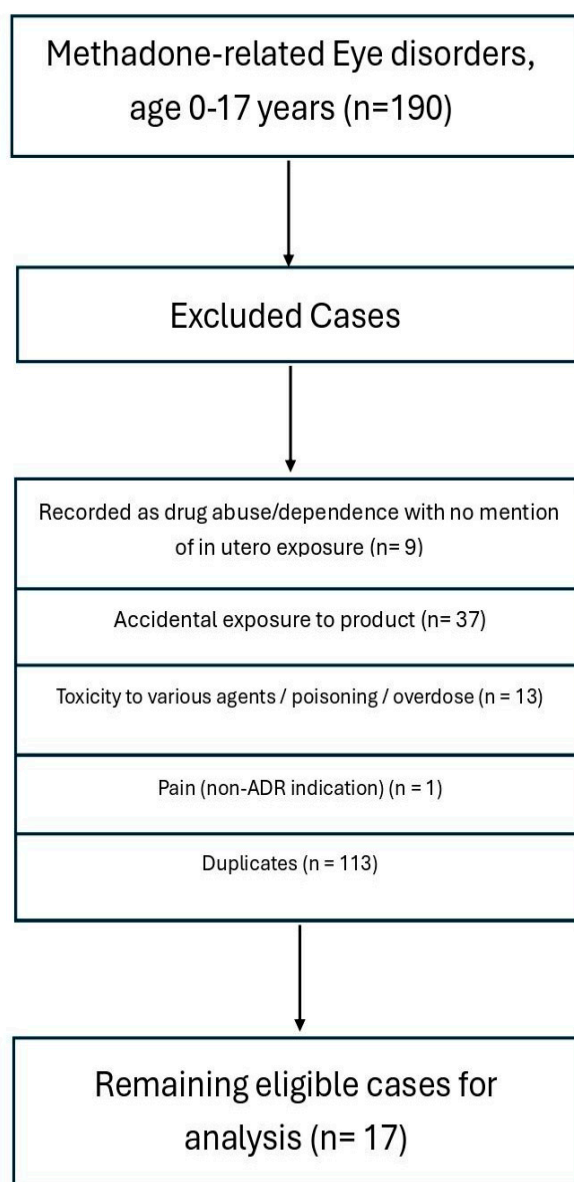 Methadone-related Eye disorders,
age 0-17 years (n=190)
Excluded Cases
Recorded as drug abuse/dependence with no mention
of in utero exposure (n= 9)
Accidental exposure to product (n= 37)
Toxicity to various agents / poisoning / overdose (n = 13)
Pain (non-ADR indication) (n = 1)
Duplicates (n = 113)
Remaining eligible cases for
analysis (n= 17)